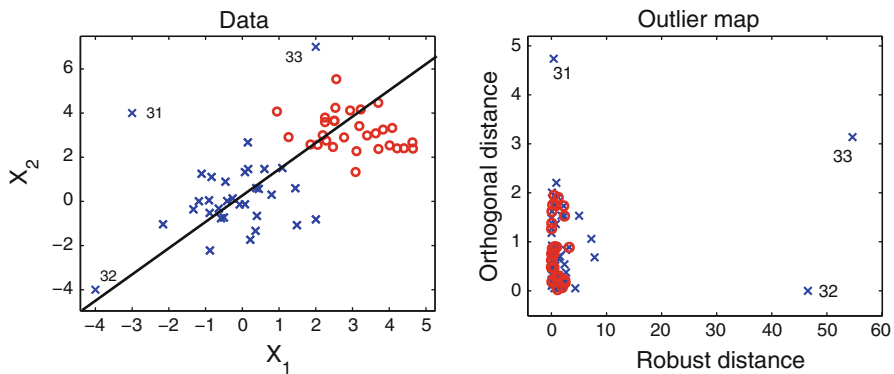 Data
6
4
2
0
−2
−4
−4 −3 −2 −1 0 1 2 3 4 5
X_2
X_1
33
31
32
Outlier map
5
4
3
2
1
0
0 10 20 30 40 50 60
Orthogonal distance
Robust distance
31
33
32